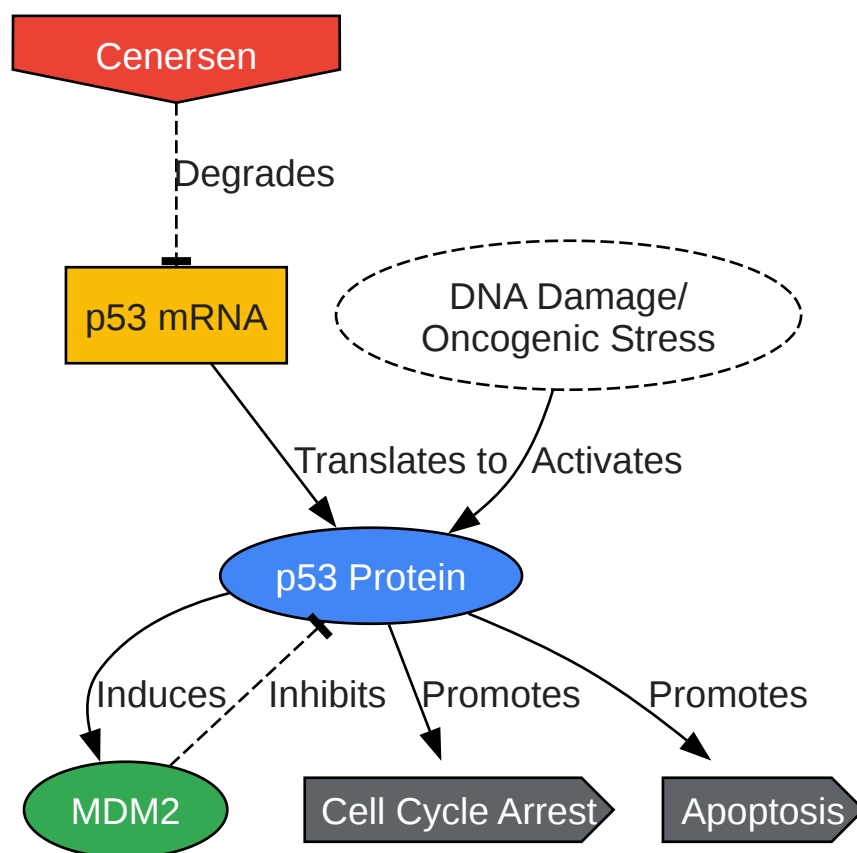 Cenersen
Degrades
p53 mRNA
DNA Damage/
Oncogenic Stress
Translates to
Activates
p53 Protein
Induces
Inhibits
Promotes
Promotes
MDM2
Cell Cycle Arrest
Apoptosis